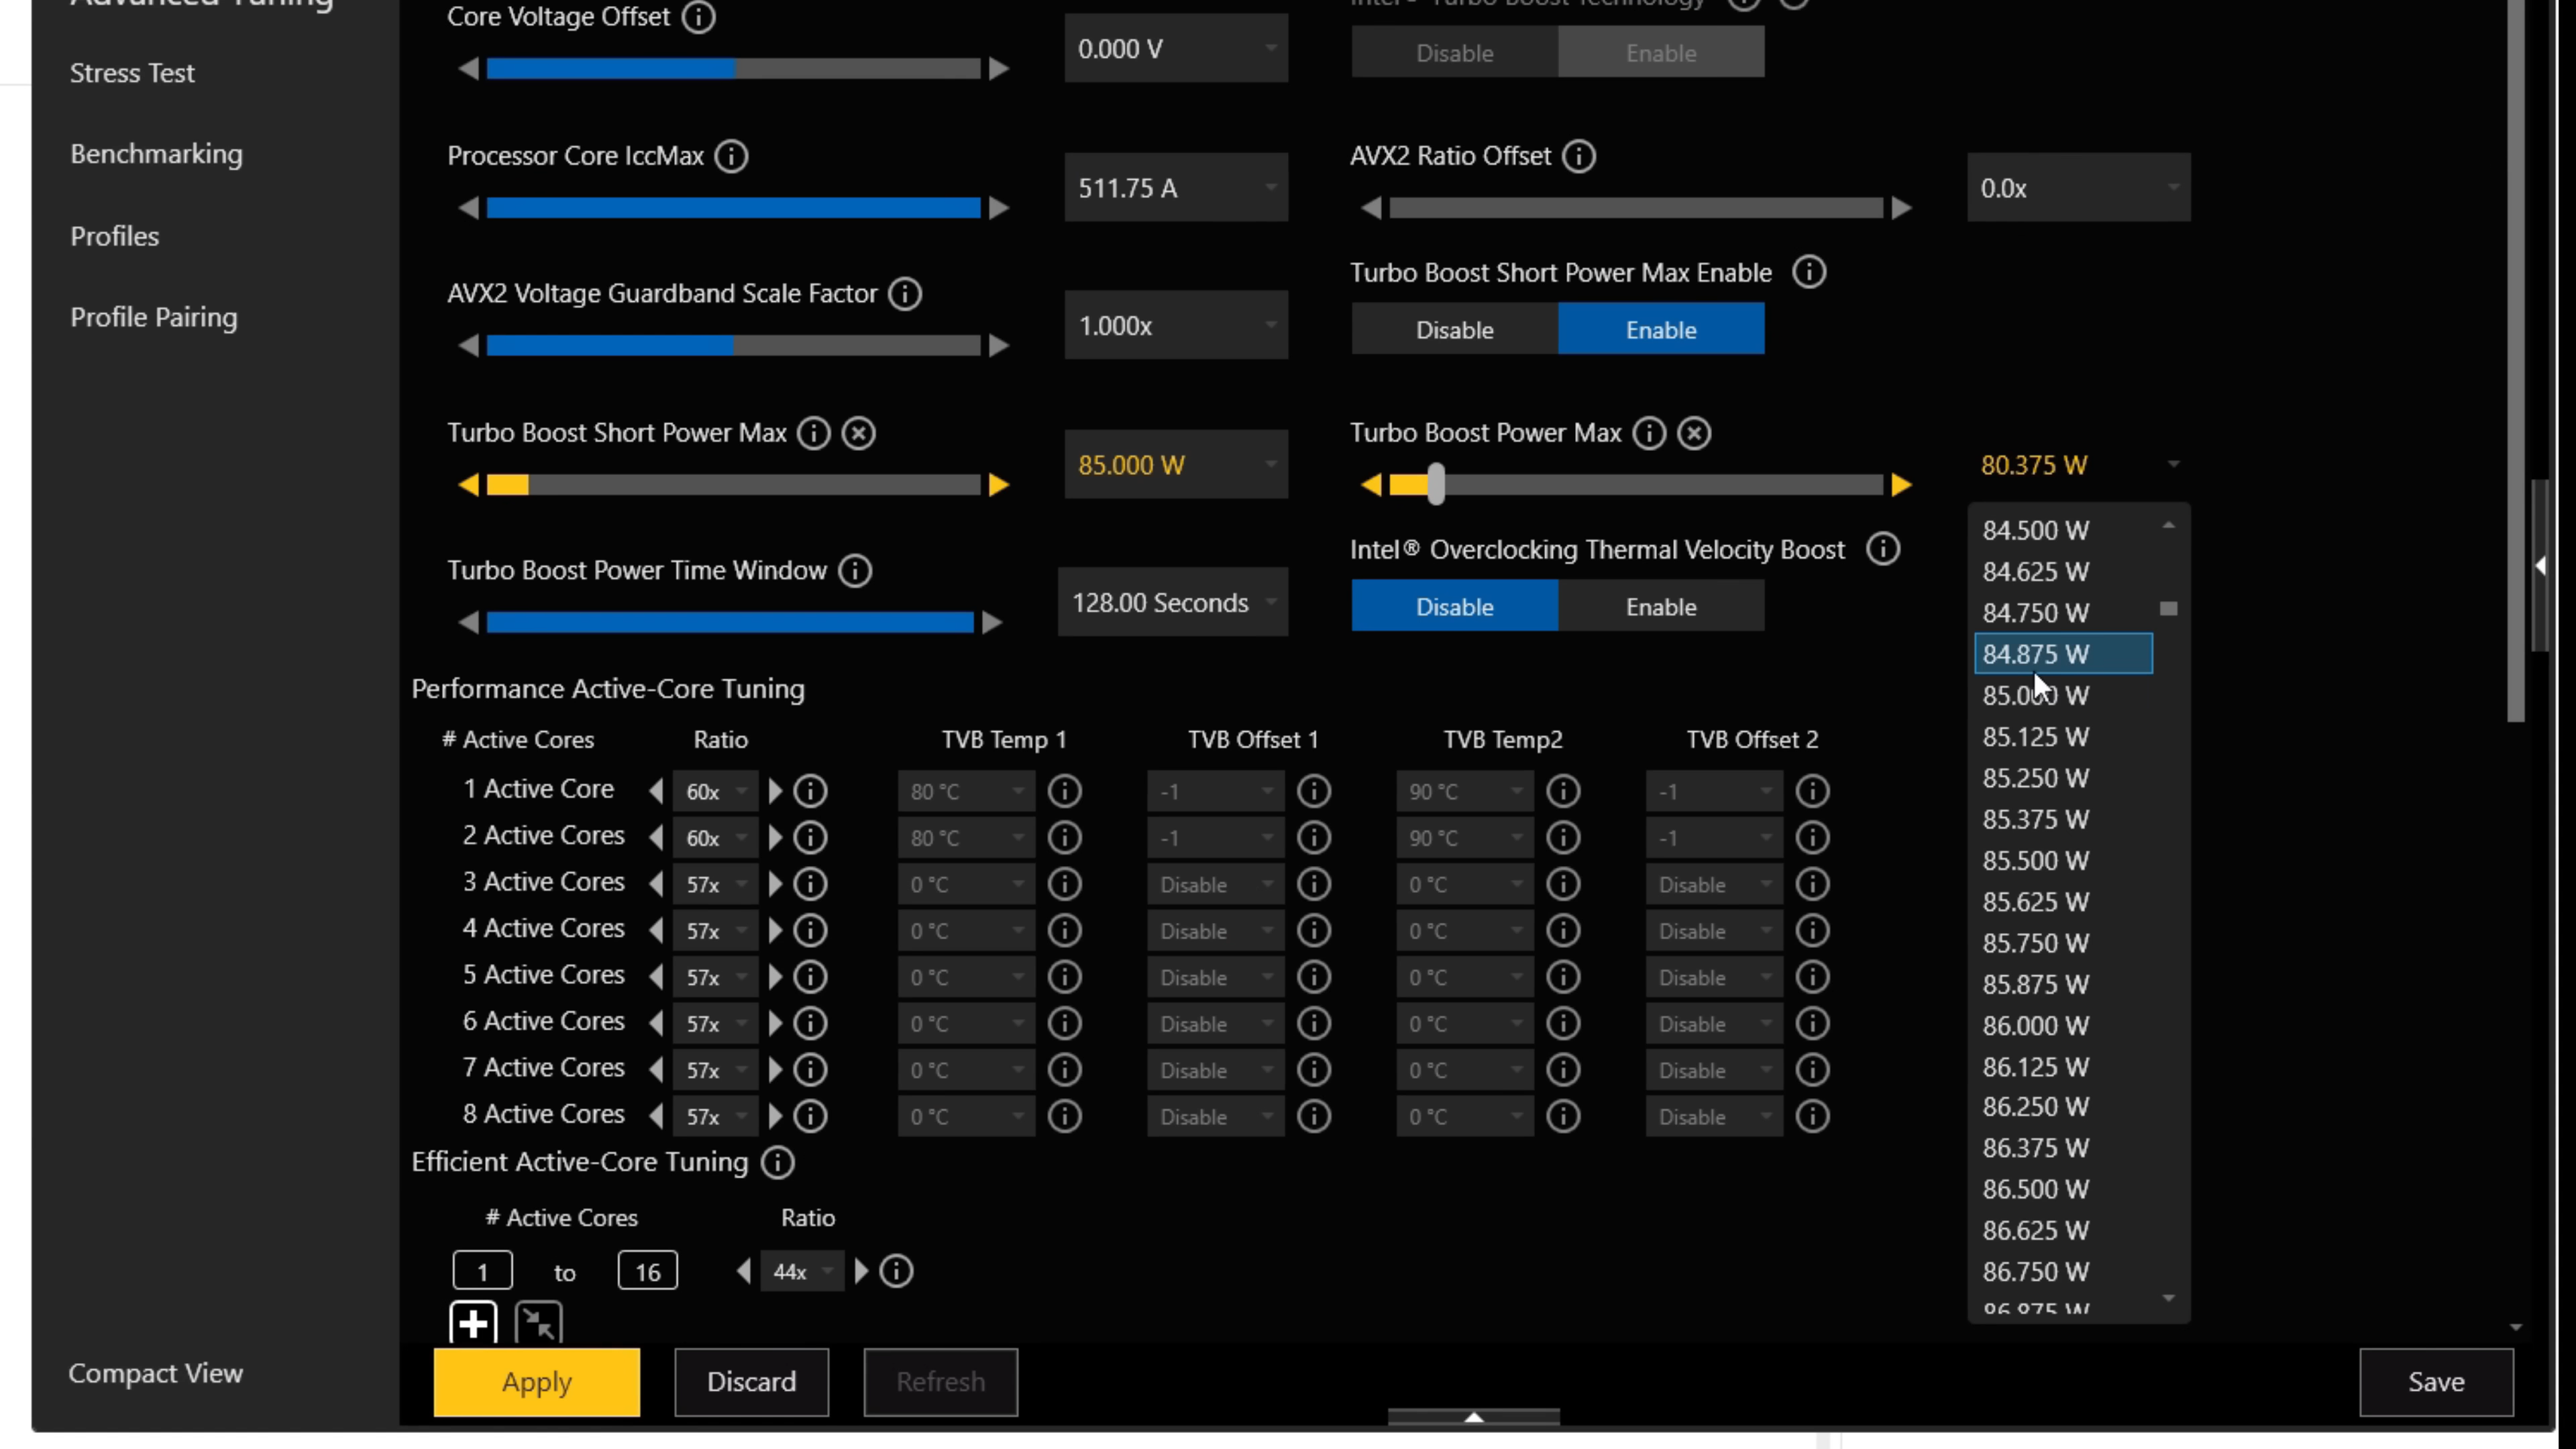 Advanced Tuning
Stress Test
Benchmarking
Profiles
Profile Pairing
Compact View
Core Voltage Offset
0.000 V
Intel® Turbo Boost Technology
Disable Enable
Processor Core IccMax
511.75 A
AVX2 Ratio Offset
0.0x
AVX2 Voltage Guardband Scale Factor
1.000x
Turbo Boost Short Power Max Enable
Disable Enable
Turbo Boost Short Power Max
85.000 W
Turbo Boost Power Max
80.375 W
Turbo Boost Power Time Window
128.00 Seconds
Intel® Overclocking Thermal Velocity Boost
Disable Enable
84.500 W
84.625 W
84.750 W
84.875 W
85.000 W
85.125 W
85.250 W
85.375 W
85.500 W
85.625 W
85.750 W
85.875 W
86.000 W
86.125 W
86.250 W
86.375 W
86.500 W
86.625 W
86.750 W
86.875 W
Performance Active-Core Tuning
# Active Cores Ratio TVB Temp 1 TVB Offset 1 TVB Temp2 TVB Offset 2
1 Active Core 60x 80 °C -1 90 °C -1
2 Active Cores 60x 80 °C -1 90 °C -1
3 Active Cores 57x 0 °C Disable 0 °C Disable
4 Active Cores 57x 0 °C Disable 0 °C Disable
5 Active Cores 57x 0 °C Disable 0 °C Disable
6 Active Cores 57x 0 °C Disable 0 °C Disable
7 Active Cores 57x 0 °C Disable 0 °C Disable
8 Active Cores 57x 0 °C Disable 0 °C Disable
Efficient Active-Core Tuning
# Active Cores Ratio
1 to 16 44x
Apply Discard Refresh Save